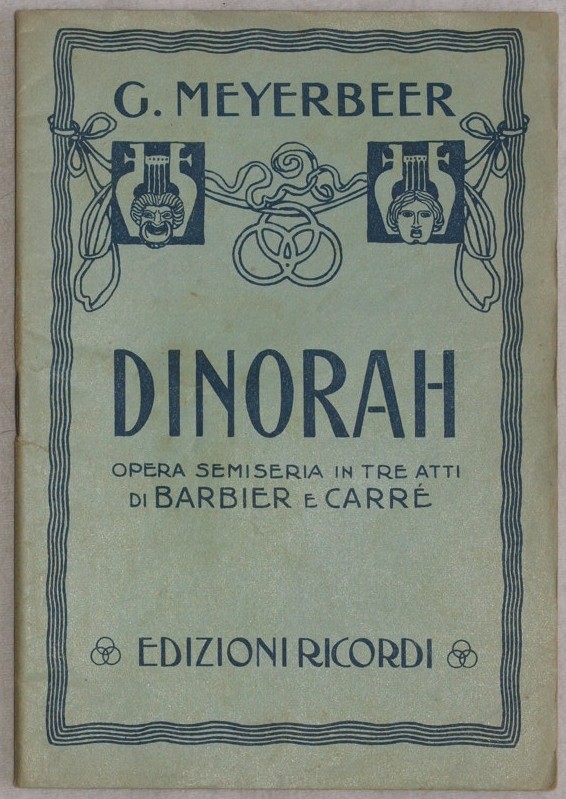 G. MEYERBEER
DINORAH
OPERA SEMISERIA IN TRE ATTI
DI BARBIER E CARRÉ
EDIZIONI RICORDI